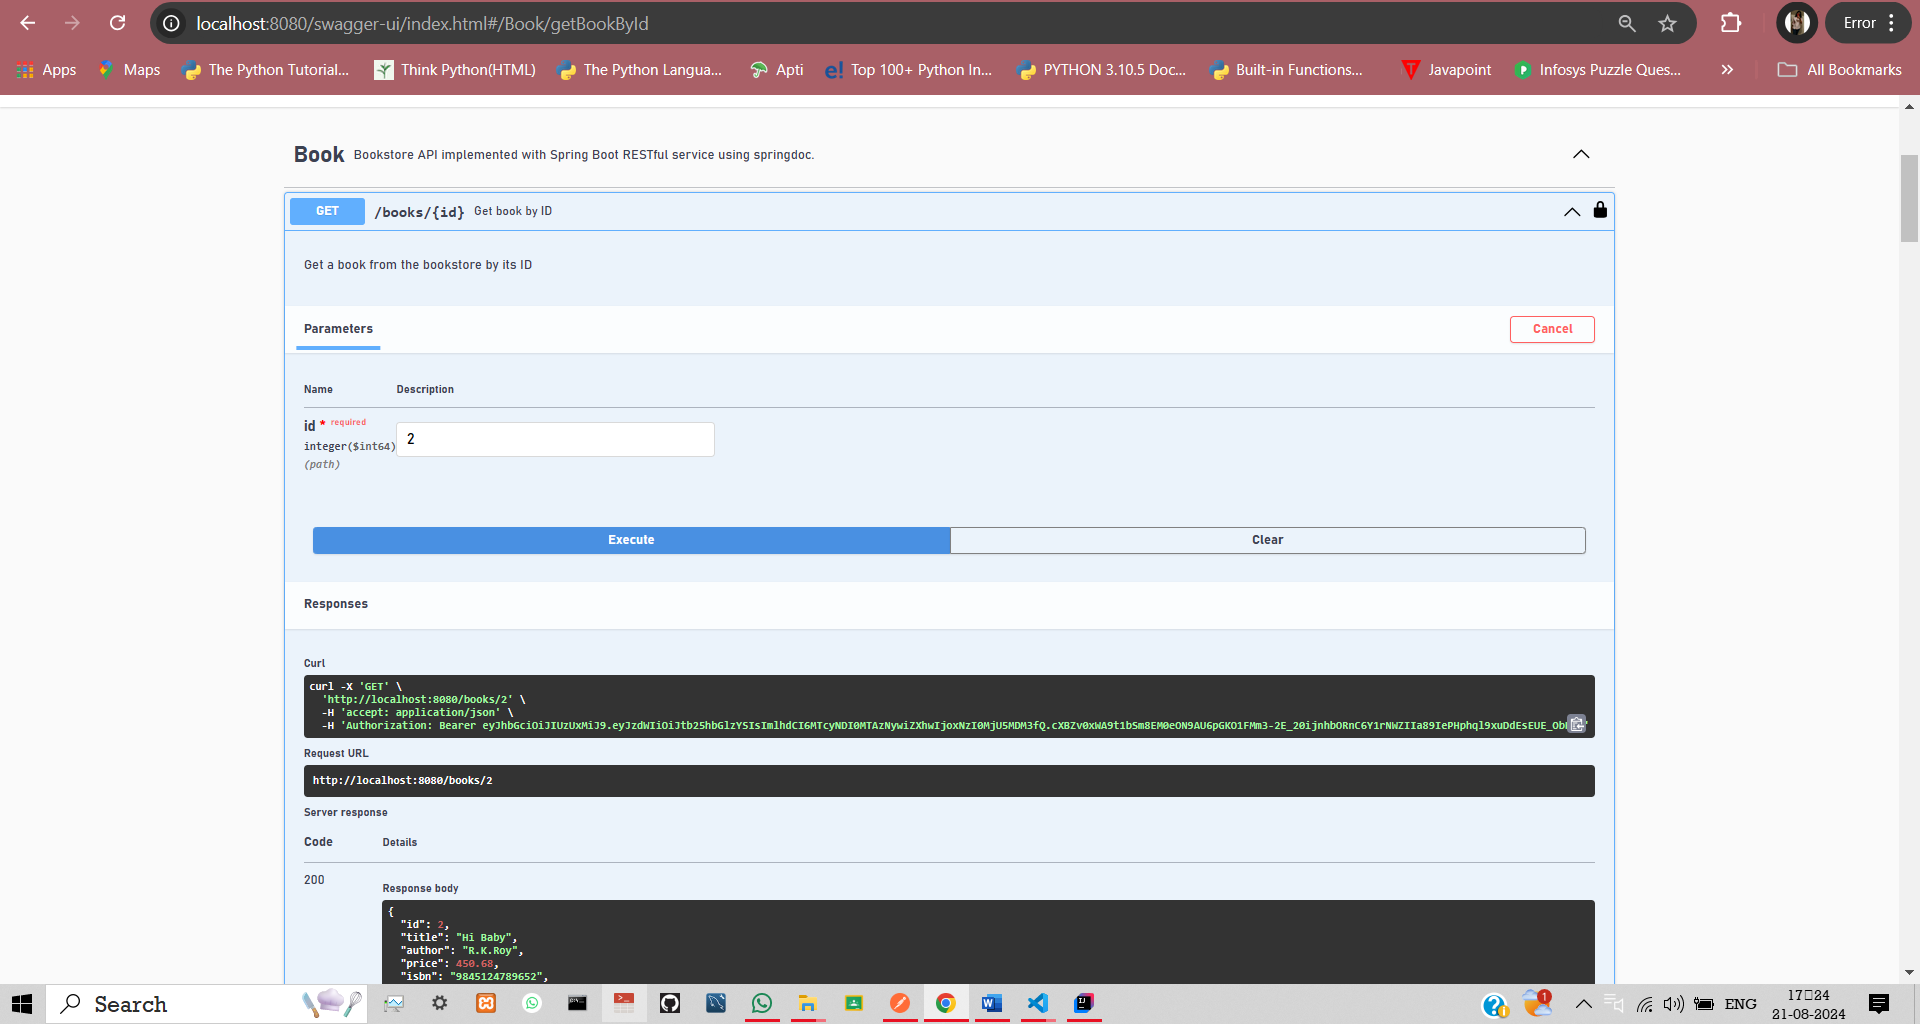 localhost:8080/swagger-ui/index.html#/Book/getBookById
Error
Apps
Maps
The Python Tutorial...
Think Python(HTML)
The Python Langua...
Apti
Top 100+ Python In...
PYTHON 3.10.5 Doc...
Built-in Functions...
Javapoint
Infosys Puzzle Ques...
All Bookmarks
Book Bookstore API implemented with Spring Boot RESTful service using springdoc.
GET /books/{id} Get book by ID
Get a book from the bookstore by its ID
Parameters
Cancel
Name Description
id * required
integer($int64)
(path)
2
Execute
Clear
Responses
Curl
curl -X 'GET' \
'http://localhost:8080/books/2' \
-H 'accept: application/json' \
-H 'Authorization: Bearer
Request URL
http://localhost:8080/books/2
Server response
Code Details
200
Response body
{
"id": 2,
"title": "Hi Baby",
"author": "R.K.Roy",
"price": 450.68,
"isbn": "9845124789652",
Search
1
ENG
17:24
21-08-2024